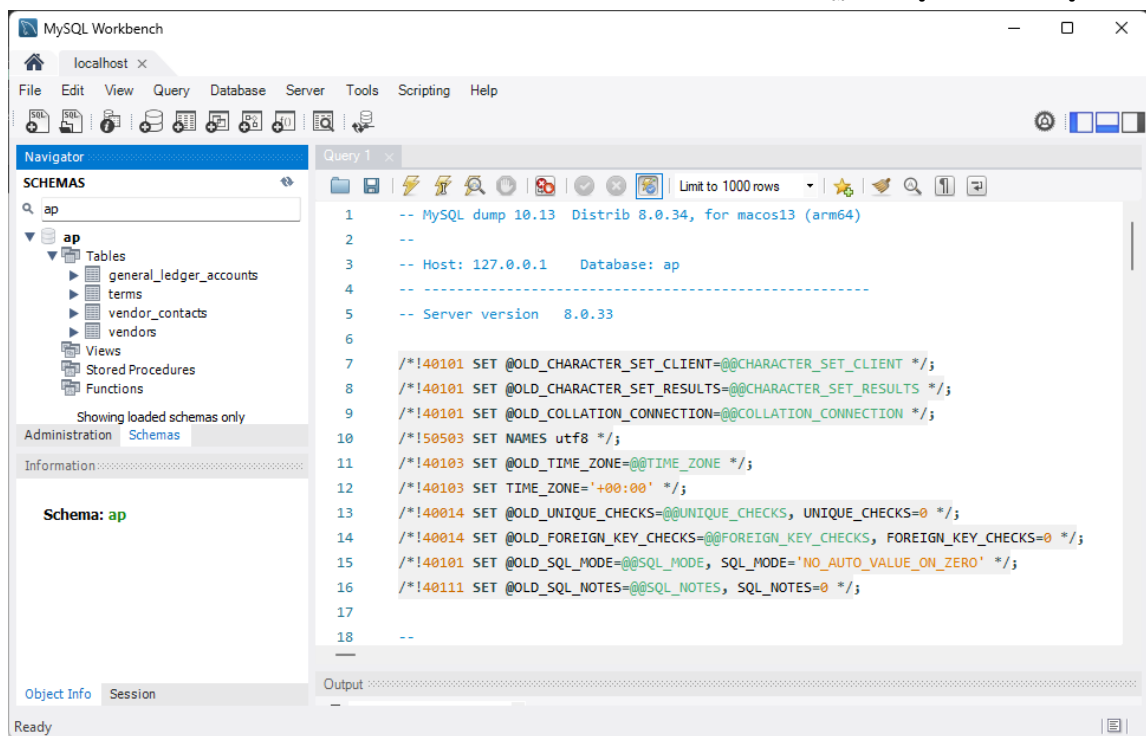 MySQL Workbench
localhost
File Edit View Query Database Server Tools Scripting Help
Navigator
SCHEMAS
ap
ap
Tables
general_ledger_accounts
terms
vendor_contacts
vendors
Views
Stored Procedures
Functions
Showing loaded schemas only
Administration Schemas
Information
Schema: ap
Object Info Session
Query 1
Limit to 1000 rows
1 -- MySQL dump 10.13  Distrib 8.0.34, for macos13 (arm64)
2 --
3 -- Host: 127.0.0.1    Database: ap
4 -- ------------------------------------------------------
5 -- Server version   8.0.33
6
7 /*!40101 SET @OLD_CHARACTER_SET_CLIENT=@@CHARACTER_SET_CLIENT */;
8 /*!40101 SET @OLD_CHARACTER_SET_RESULTS=@@CHARACTER_SET_RESULTS */;
9 /*!40101 SET @OLD_COLLATION_CONNECTION=@@COLLATION_CONNECTION */;
10 /*!50503 SET NAMES utf8 */;
11 /*!40103 SET @OLD_TIME_ZONE=@@TIME_ZONE */;
12 /*!40103 SET TIME_ZONE='+00:00' */;
13 /*!40014 SET @OLD_UNIQUE_CHECKS=@@UNIQUE_CHECKS, UNIQUE_CHECKS=0 */;
14 /*!40014 SET @OLD_FOREIGN_KEY_CHECKS=@@FOREIGN_KEY_CHECKS, FOREIGN_KEY_CHECKS=0 */;
15 /*!40101 SET @OLD_SQL_MODE=@@SQL_MODE, SQL_MODE='NO_AUTO_VALUE_ON_ZERO' */;
16 /*!40111 SET @OLD_SQL_NOTES=@@SQL_NOTES, SQL_NOTES=0 */;
17
18 --
Output
Ready